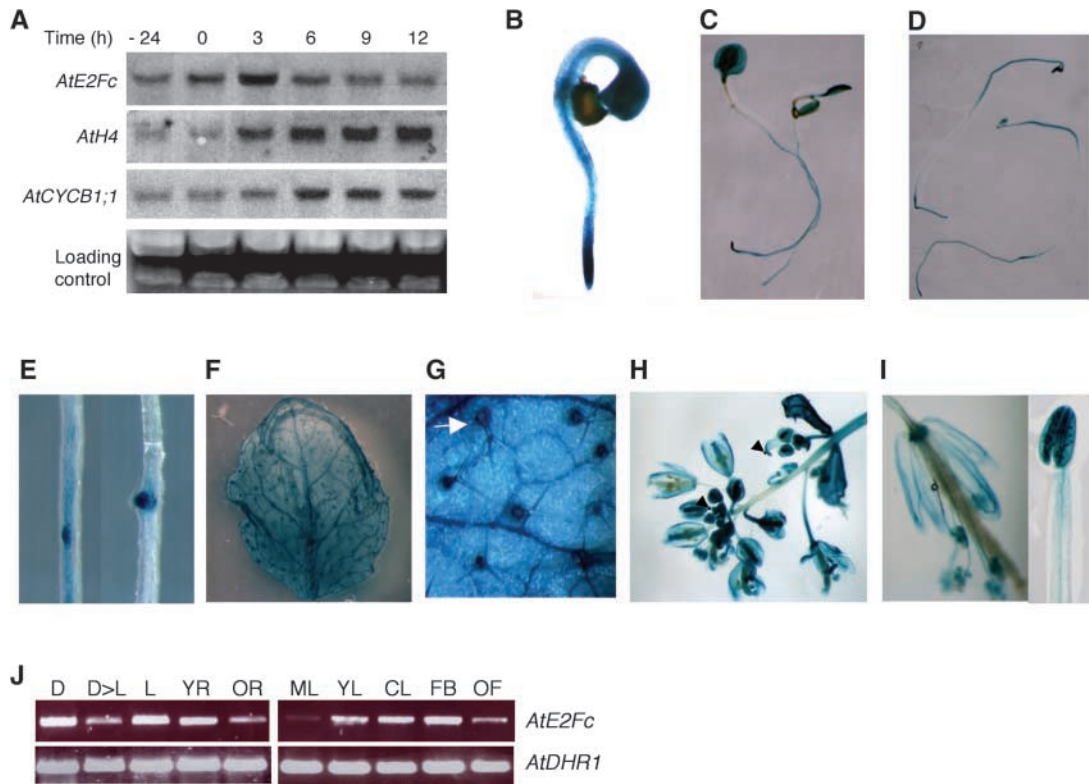 A
Time (h) - 24 0 3 6 9 12
AtE2Fc
AtH4
AtCYCB1;1
Loading
control
B
C
D
E
F
G
H
I
J
D D>L L YR OR ML YL CL FB OF
AtE2Fc
AtDHR1